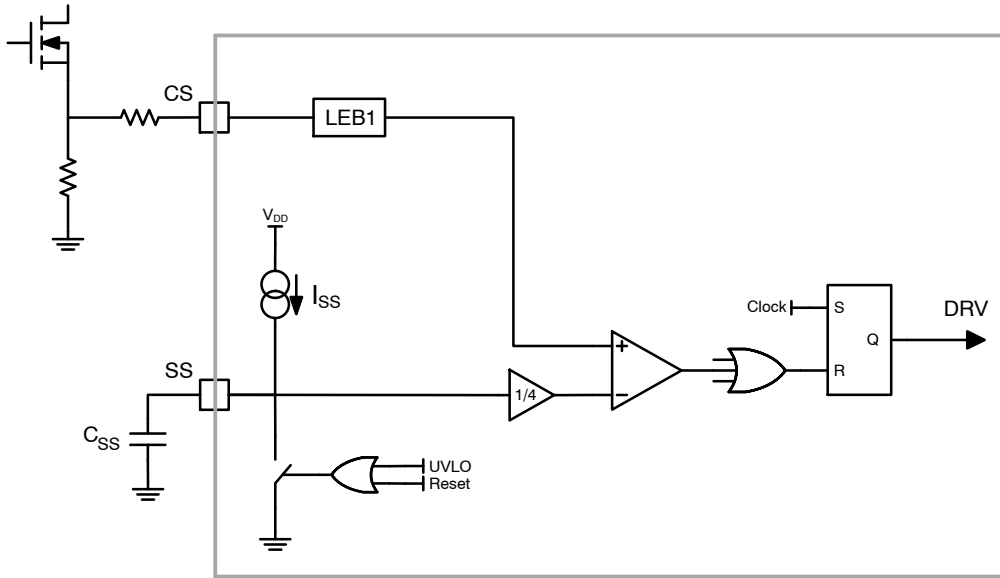 CS
LEB1
VDD
ISS
Clock
S
DRV
Q
SS
+
R
1/4
−
CSS
UVLO
Reset